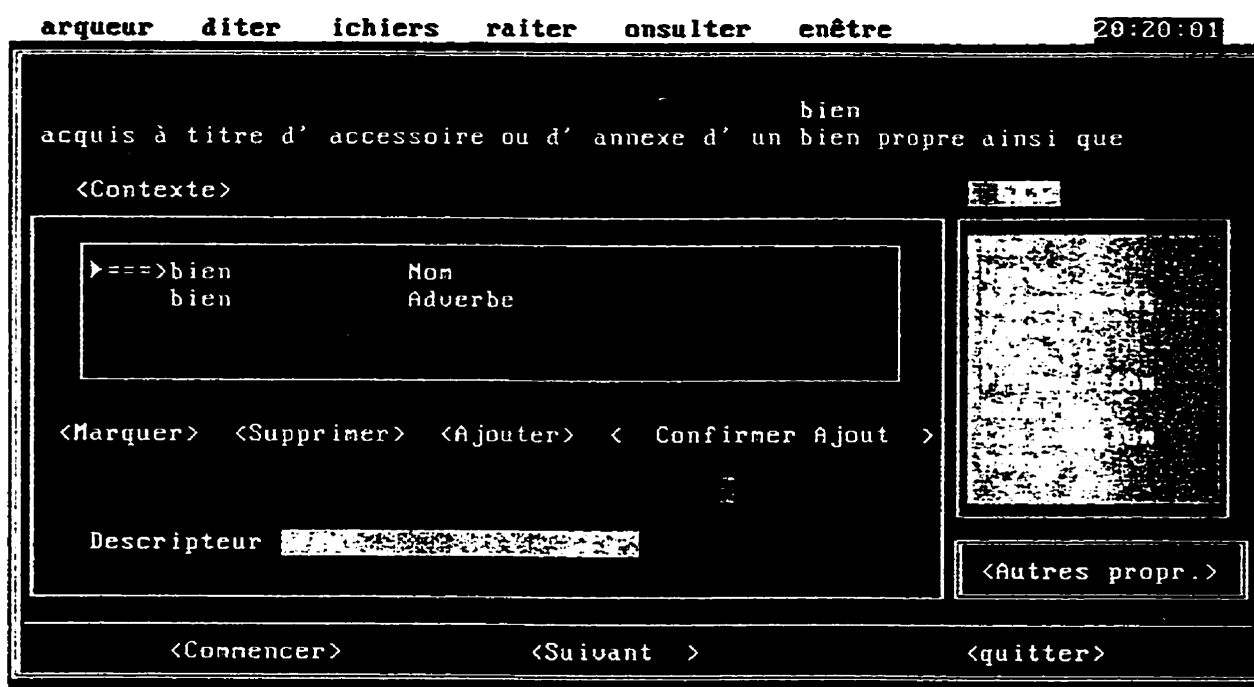 arqueur diter ichiers raiter onsulter enêtre 20:20:01
bien
acquis à titre d' accessoire ou d' annexe d' un bien propre ainsi que
<Contexte>
===>bien Nom
bien Adverbe
<Marquer> <Supprimer> <Ajouter> < Confirmer Ajout >
Descripteur
<Autres propr.>
<Commencer> <Suivant > <quitter>